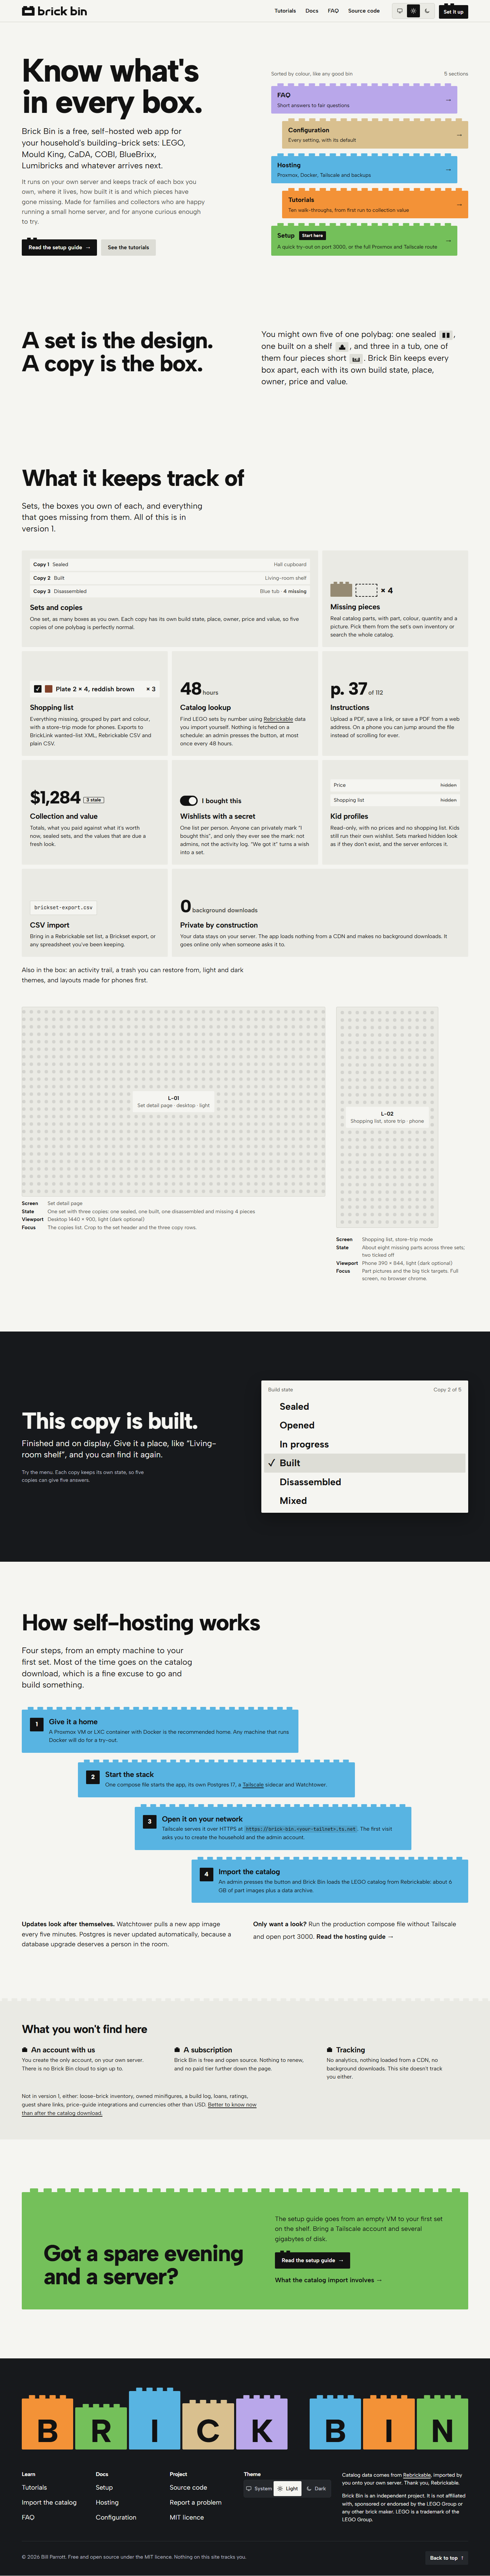 brick bin
Tutorials Docs FAQ Source code Set it up
Know what's
in every box.
Brick Bin is a free, self-hosted web app for
your household's building-brick sets: LEGO,
Mould King, CaDA, COBI, BlueBrixx,
Lumibricks and whatever arrives next.
It runs on your own server and keeps track of each box you
own, where it lives, how built it is and which pieces have
gone missing. Made for families and collectors who are happy
running a small home server, and for anyone curious enough
to try.
Read the setup guide →
See the tutorials
Sorted by colour, like any good bin 5 sections
FAQ
Short answers to fair questions →
Configuration
Every setting, with its default →
Hosting
Proxmox, Docker, Tailscale and backups →
Tutorials
Ten walk-throughs, from first run to collection value →
Setup Start here
A quick try-out on port 3000, or the full Proxmox and Tailscale route →
A set is the design.
A copy is the box.
You might own five of one polybag: one sealed ,
one built on a shelf , and three in a tub, one of
them four pieces short . Brick Bin keeps every
box apart, each with its own build state, place,
owner, price and value.
What it keeps track of
Sets, the boxes you own of each, and everything
that goes missing from them. All of this is in
version 1.
Copy 1 Sealed Hall cupboard
Copy 2 Built Living-room shelf
Copy 3 Disassembled Blue tub · 4 missing
Sets and copies
One set, as many boxes as you own. Each copy has its own build state, place, owner, price and value, so five
copies of one polybag is perfectly normal.
× 4
Missing pieces
Real catalog parts, with part, colour, quantity and a
picture. Pick them from the set's own inventory or
search the whole catalog.
Plate 2 × 4, reddish brown × 3
Shopping list
Everything missing, grouped by part and colour,
with a store-trip mode for phones. Exports to
BrickLink wanted-list XML, Rebrickable CSV and
plain CSV.
48 hours
Catalog lookup
Find LEGO sets by number using Rebrickable data
you import yourself. Nothing is fetched on a
schedule: an admin presses the button, at most
once every 48 hours.
p. 37 of 112
Instructions
Upload a PDF, save a link, or save a PDF from a web
address. On a phone you can jump around the file
instead of scrolling for ever.
$1,284 3 stale
Collection and value
Totals, what you paid against what it's worth
now, sealed sets, and the values that are due a
fresh look.
I bought this
Wishlists with a secret
One list per person. Anyone can privately mark "I
bought this", and only they ever see the mark: not
admins, not the activity log. "We got it" turns a wish
into a set.
Price hidden
Shopping list hidden
Kid profiles
Read-only, with no prices and no shopping list. Kids
still run their own wishlist. Sets marked hidden look
as if they don't exist, and the server enforces it.
brickset-export.csv
CSV import
Bring in a Rebrickable set list, a Brickset export, or
any spreadsheet you've been keeping.
0 background downloads
Private by construction
Your data stays on your server. The app loads nothing from a CDN and makes no background downloads. It
goes online only when someone asks it to.
Also in the box: an activity trail, a trash you can restore from, light and dark
themes, and layouts made for phones first.
L-01
Set detail page · desktop · light
L-02
Shopping list, store trip · phone
Screen Set detail page
State One set with three copies: one sealed, one built, one disassembled and missing 4 pieces
Viewport Desktop 1440 × 900, light (dark optional)
Focus The copies list. Crop to the set header and the three copy rows.
Screen Shopping list, store-trip mode
State About eight missing parts across three sets;
two ticked off
Viewport Phone 390 × 844, light (dark optional)
Focus Part pictures and the big tick targets. Full
screen, no browser chrome.
This copy is built.
Finished and on display. Give it a place, like “Living-
room shelf”, and you can find it again.
Try the menu. Each copy keeps its own state, so five
copies can give five answers.
Build state Copy 2 of 5
Sealed
Opened
In progress
✓ Built
Disassembled
Mixed
How self-hosting works
Four steps, from an empty machine to your
first set. Most of the time goes on the catalog
download, which is a fine excuse to go and
build something.
1 Give it a home
A Proxmox VM or LXC container with Docker is the recommended home. Any machine that runs
Docker will do for a try-out.
2 Start the stack
One compose file starts the app, its own Postgres 17, a Tailscale sidecar and Watchtower.
3 Open it on your network
Tailscale serves it over HTTPS at https://brick-bin.<your-tailnet>.ts.net. The first visit
asks you to create the household and the admin account.
4 Import the catalog
An admin presses the button and Brick Bin loads the LEGO catalog from Rebrickable: about 6
GB of part images plus a data archive.
Updates look after themselves. Watchtower pulls a new app image
every five minutes. Postgres is never updated automatically, because a
database upgrade deserves a person in the room.
Only want a look? Run the production compose file without Tailscale
and open port 3000. Read the hosting guide →
What you won't find here
An account with us
You create the only account, on your own server.
There is no Brick Bin cloud to sign up to.
A subscription
Brick Bin is free and open source. Nothing to renew,
and no paid tier further down the page.
Tracking
No analytics, nothing loaded from a CDN, no
background downloads. This site doesn't track
you either.
Not in version 1, either: loose-brick inventory, owned minifigures, a build log, loans, ratings,
guest share links, price-guide integrations and currencies other than USD. Better to know now
than after the catalog download.
Got a spare evening
and a server?
The setup guide goes from an empty VM to your first set
on the shelf. Bring a Tailscale account and several
gigabytes of disk.
Read the setup guide →
What the catalog import involves →
BRICK BIN
Learn
Tutorials
Import the catalog
FAQ
Docs
Setup
Hosting
Configuration
Project
Source code
Report a problem
MIT licence
Theme
System Light Dark
Catalog data comes from Rebrickable, imported by
you onto your own server. Thank you, Rebrickable.
Brick Bin is an independent project. It is not affiliated
with, sponsored or endorsed by the LEGO Group or
any other brick maker. LEGO is a trademark of the
LEGO Group.
© 2026 Bill Parrott. Free and open source under the MIT licence. Nothing on this site tracks you.
Back to top ↑